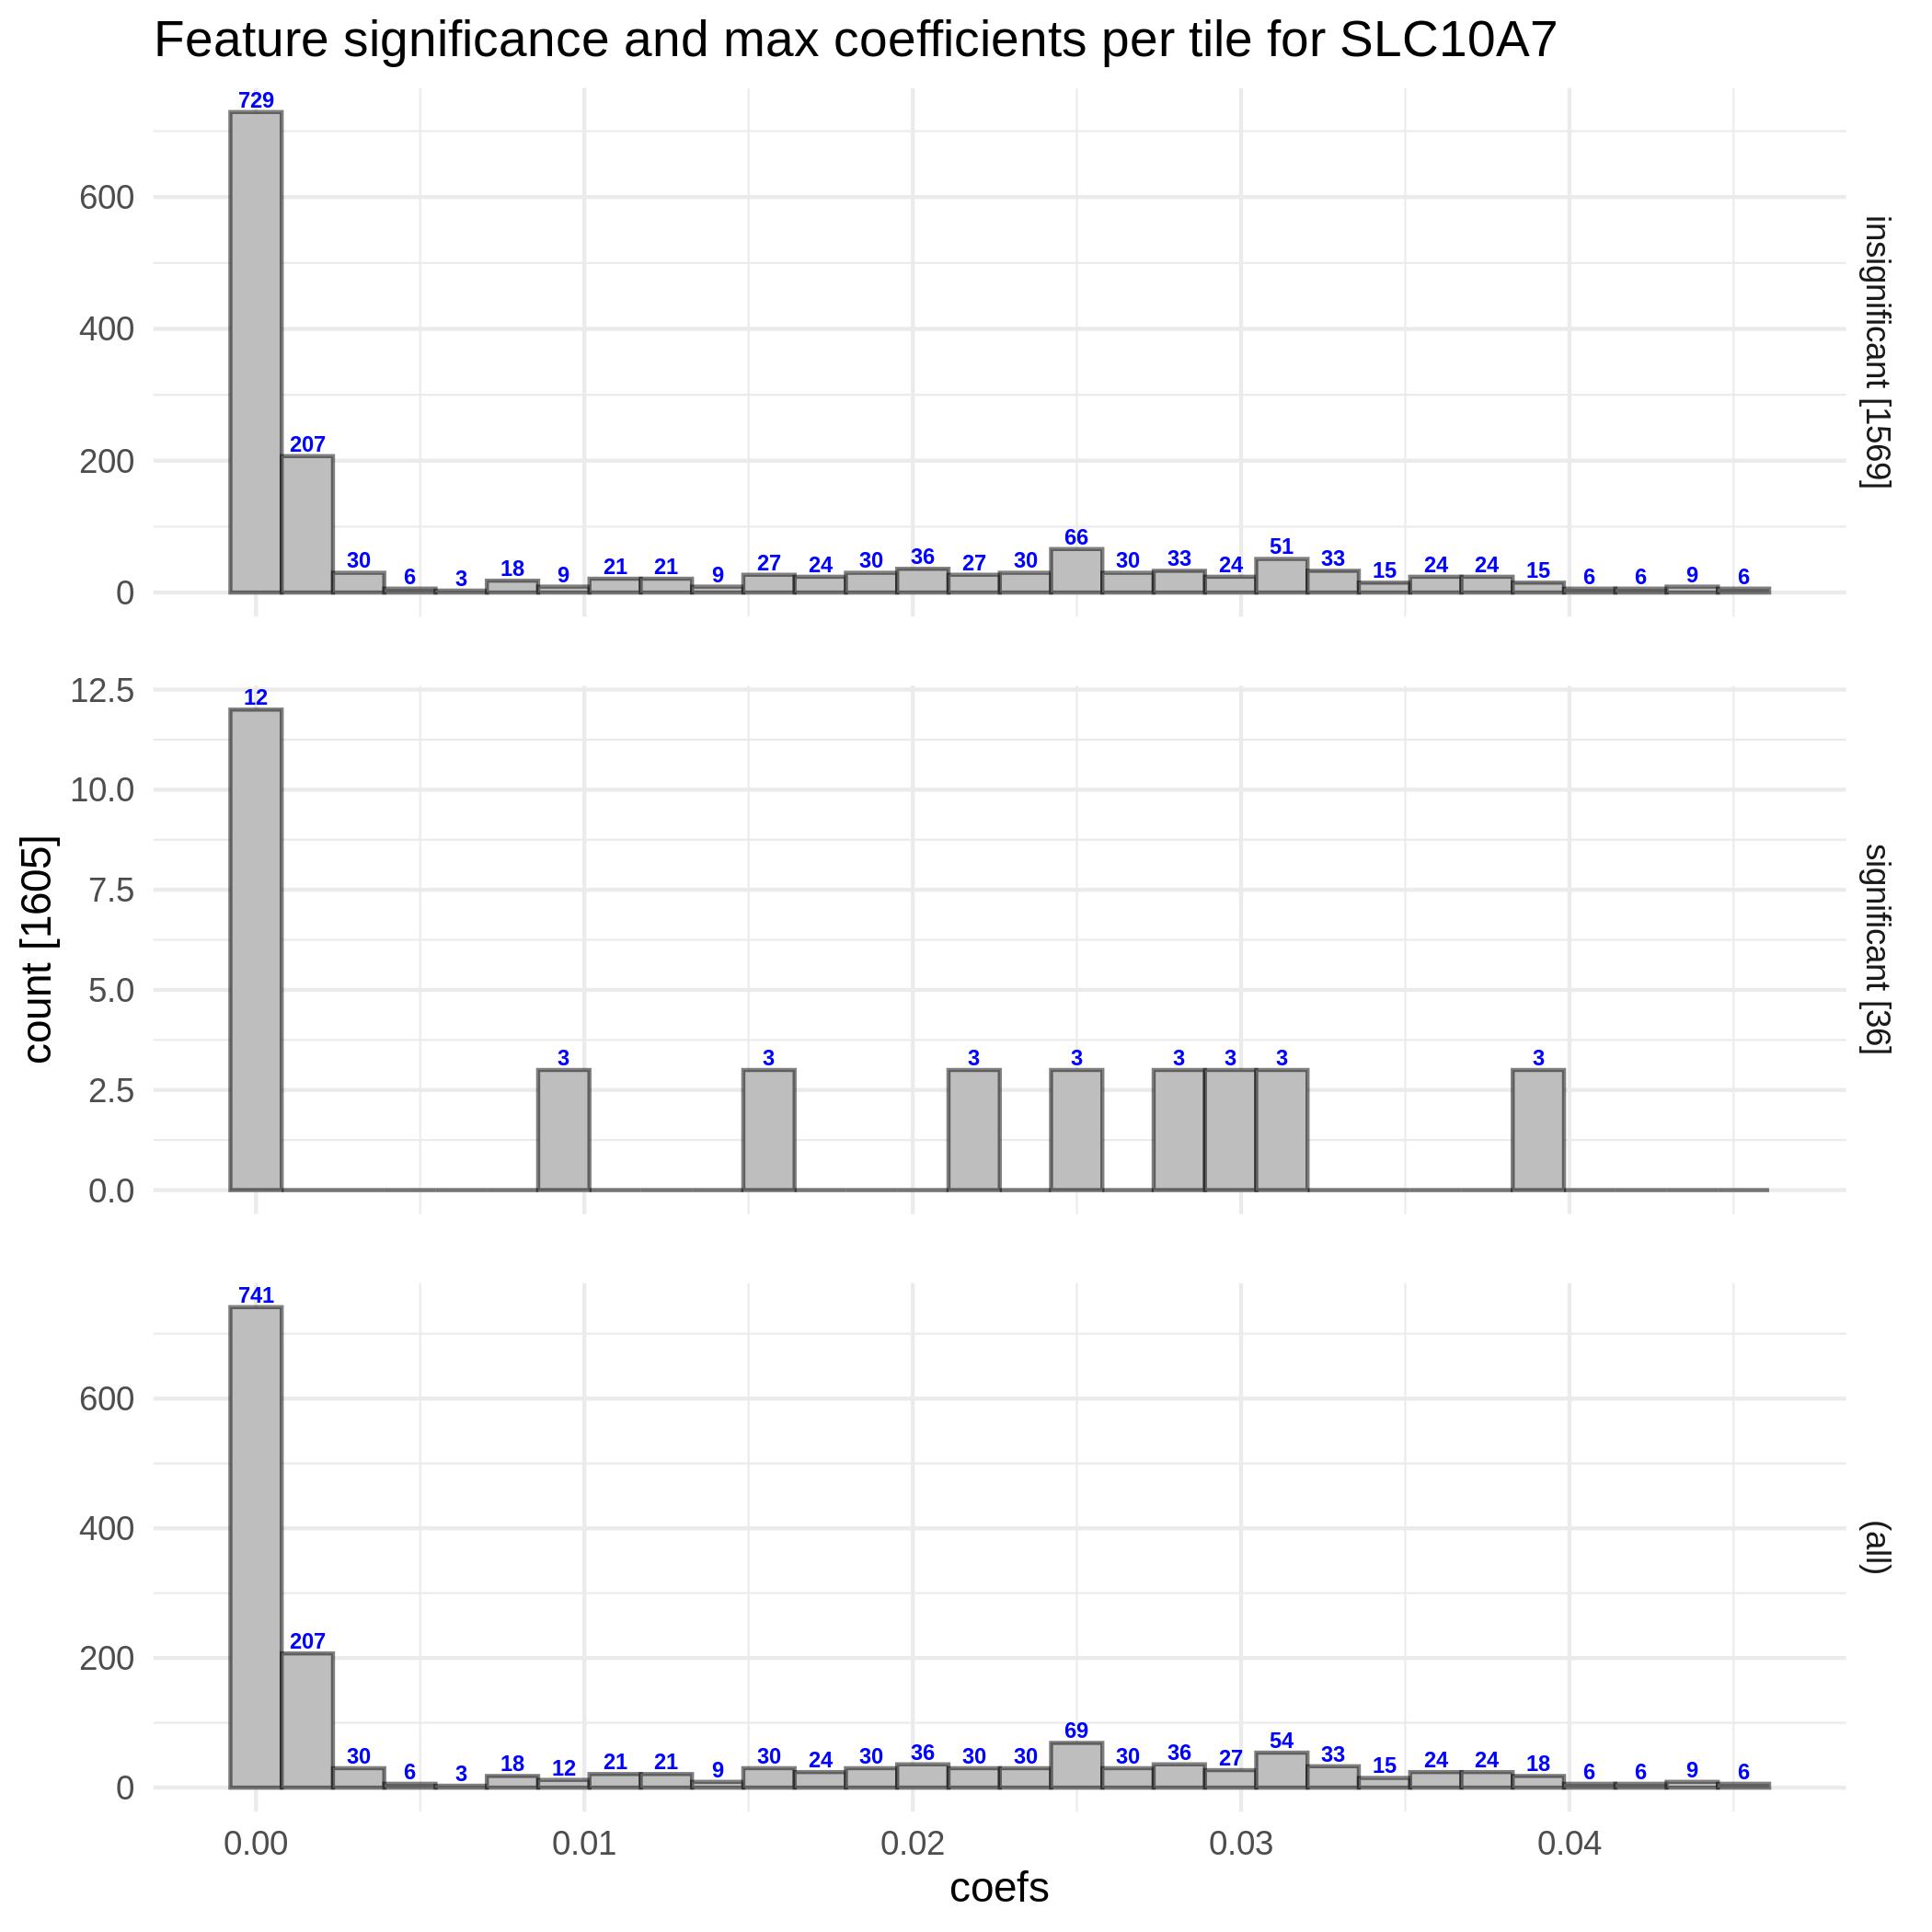 Feature significance and max coefficients per tile for SLC10A7
729
207
30 6 3 18 9 21 21 9 27 24 30 36 27 30 66 30 33 24 51 33 15 24 24 15 6 6 9 6
600
400
200
0
insignificant [1569]
12
3 3 3 3 3 3 3 3
12.5
10.0
7.5
5.0
2.5
0.0
significant [36]
count [1605]
741
207
30 6 3 18 12 21 21 9 30 24 30 36 30 30 69 30 36 27 54 33 15 24 24 18 6 6 9 6
600
400
200
0
(all)
0.00 0.01 0.02 0.03 0.04
coefs